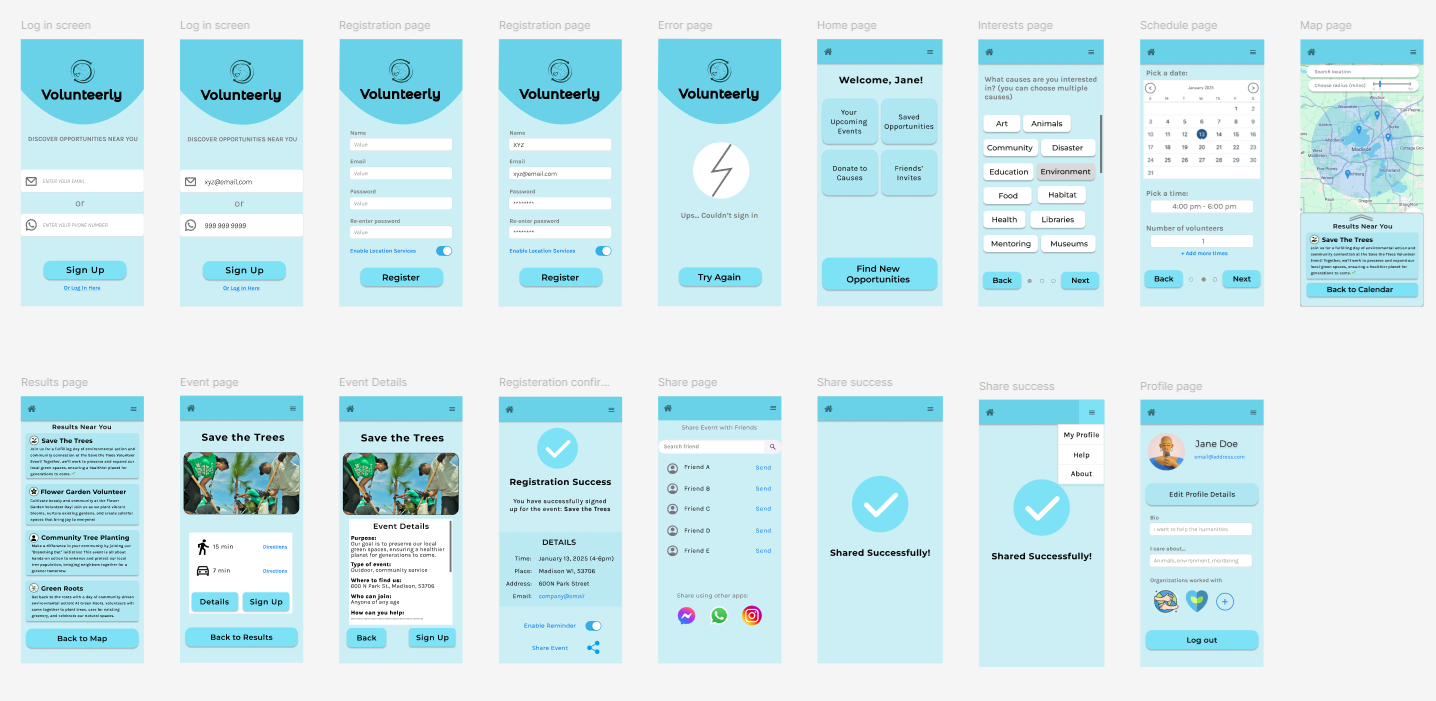 Log in screen
Volunteerly
DISCOVER OPPORTUNITIES NEAR YOU
ENTER YOUR EMAIL
or
ENTER YOUR PHONE NUMBER
Sign Up
Or Log In Here
Log in screen
Volunteerly
DISCOVER OPPORTUNITIES NEAR YOU
xyz@email.com
or
999 999 9999
Sign Up
Or Log In Here
Registration page
Volunteerly
Name
Value
Email
Value
Password
Value
Re-enter password
Value
Enable Location Services
Register
Registration page
Volunteerly
Name
XYZ
Email
xyz@email.com
Password
********
Re-enter password
********
Enable Location Services
Register
Error page
Volunteerly
Ups... Couldn't sign in
Try Again
Home page
Welcome, Jane!
Your
Upcoming
Events
Saved
Opportunities
Donate to
Causes
Friends'
Invites
Find New
Opportunities
Interests page
What causes are you interested
in? (you can choose multiple
causes)
Art
Animals
Community
Disaster
Education
Environment
Food
Habitat
Health
Libraries
Mentoring
Museums
Back
Next
Schedule page
Pick a date:
January 2025
S M T W T F S
1 2
3 4 5 6 7 8 9
10 11 12 13 14 15 16
17 18 19 20 21 22 23
24 25 26 27 28 29 30
31
Pick a time:
4:00 pm - 6:00 pm
Number of volunteers
1
+ Add more times
Back
Next
Map page
Search location
Choose radius (miles)
Madison
Results Near You
Save The Trees
Join us for a fulfilling day of environmental action and
community connection at the Save the Trees Volunteer
Event! Together, we'll work to preserve and expand our
local green spaces, ensuring a healthier planet for
generations to come.
Back to Calendar
Results page
Results Near You
Save The Trees
Join us for a fulfilling day of environmental action and
community connection at the Save the Trees Volunteer
Event! Together, we'll work to preserve and expand our
local green spaces, ensuring a healthier planet for
generations to come.
Flower Garden Volunteer
Cultivate beauty and community at the Flower
Garden Volunteer Day! Join us as we plant vibrant
blooms, nurture existing gardens, and create colorful
spaces that bring joy to everyone!
Community Tree Planting
Make a difference in your community by joining our
"Branching Out" initiative! This event is all about
hands-on action to enhance and protect our local
tree population, bringing neighbors together for a
greener tomorrow.
Green Roots
Get back to the roots with a day of community-driven
environmental action! At Green Roots, volunteers will
come together to plant trees, care for existing
greenery, and celebrate our natural spaces.
Back to Map
Event page
Save the Trees
15 min
Directions
7 min
Directions
Details
Sign Up
Back to Results
Event Details
Save the Trees
Event Details
Purpose:
Our goal is to preserve our local
green spaces, ensuring a healthier
planet for generations to come.
Type of event:
Outdoor, community service
Where to find us:
600 N Park St., Madison, 53706
Who can join:
Anyone of any age
How can you help:
Back
Sign Up
Registeration confir...
Registration Success
You have successfully signed
up for the event: Save the Trees
DETAILS
Time: January 13, 2025 (4-6pm)
Place: Madison WI, 53706
Address: 600N Park Street
Email: company@email
Enable Reminder
Share Event
Share page
Share Event with Friends
Search friend
Friend A Send
Friend B Send
Friend C Send
Friend D Send
Friend E Send
Share using other apps:
Share success
Shared Successfully!
Share success
My Profile
Help
About
Shared Successfully!
Profile page
Jane Doe
email@address.com
Edit Profile Details
Bio
I want to help the humanities.
I care about...
Animals, environment, monitoring
Organizations worked with
+
Log out